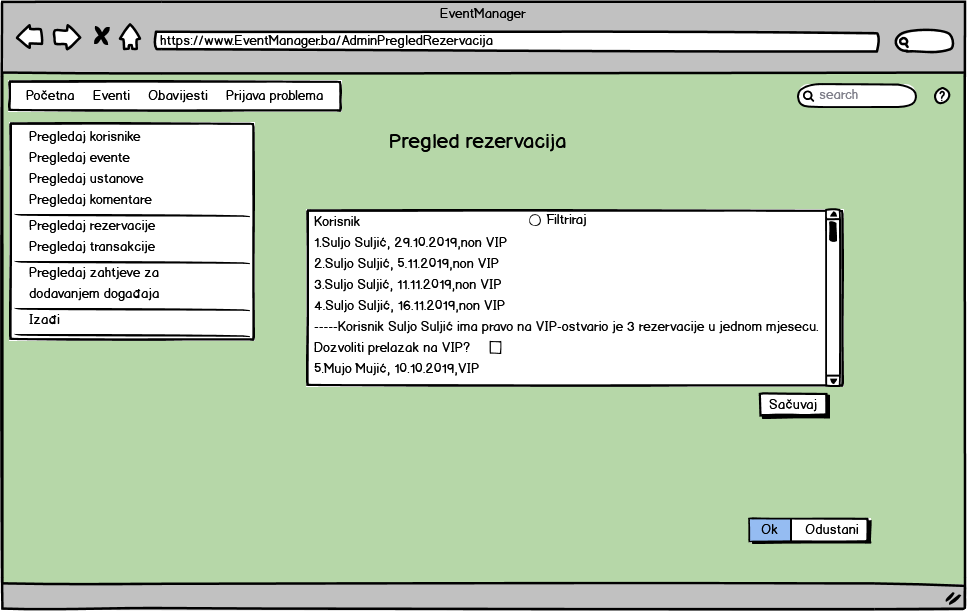 EventManager
https://www.EventManager.ba/AdminPregledRezervacija
Početna Eventi Obavijesti Prijava problema
search
?
Pregledaj korisnike
Pregledaj evente
Pregledaj ustanove
Pregledaj komentare
Pregledaj rezervacije
Pregledaj transakcije
Pregledaj zahtjeve za
dodavanjem događaja
Izađi
Pregled rezervacija
Korisnik Filtriraj
1.Suljo Suljić, 29.10.2019,non VIP
2.Suljo Suljić, 5.11.2019,non VIP
3.Suljo Suljić, 11.11.2019,non VIP
4.Suljo Suljić, 16.11.2019,non VIP
-----Korisnik Suljo Suljić ima pravo na VIP-ostvario je 3 rezervacije u jednom mjesecu.
Dozvoliti prelazak na VIP?
5.Mujo Mujić, 10.10.2019,VIP
Sačuvaj
Ok Odustani